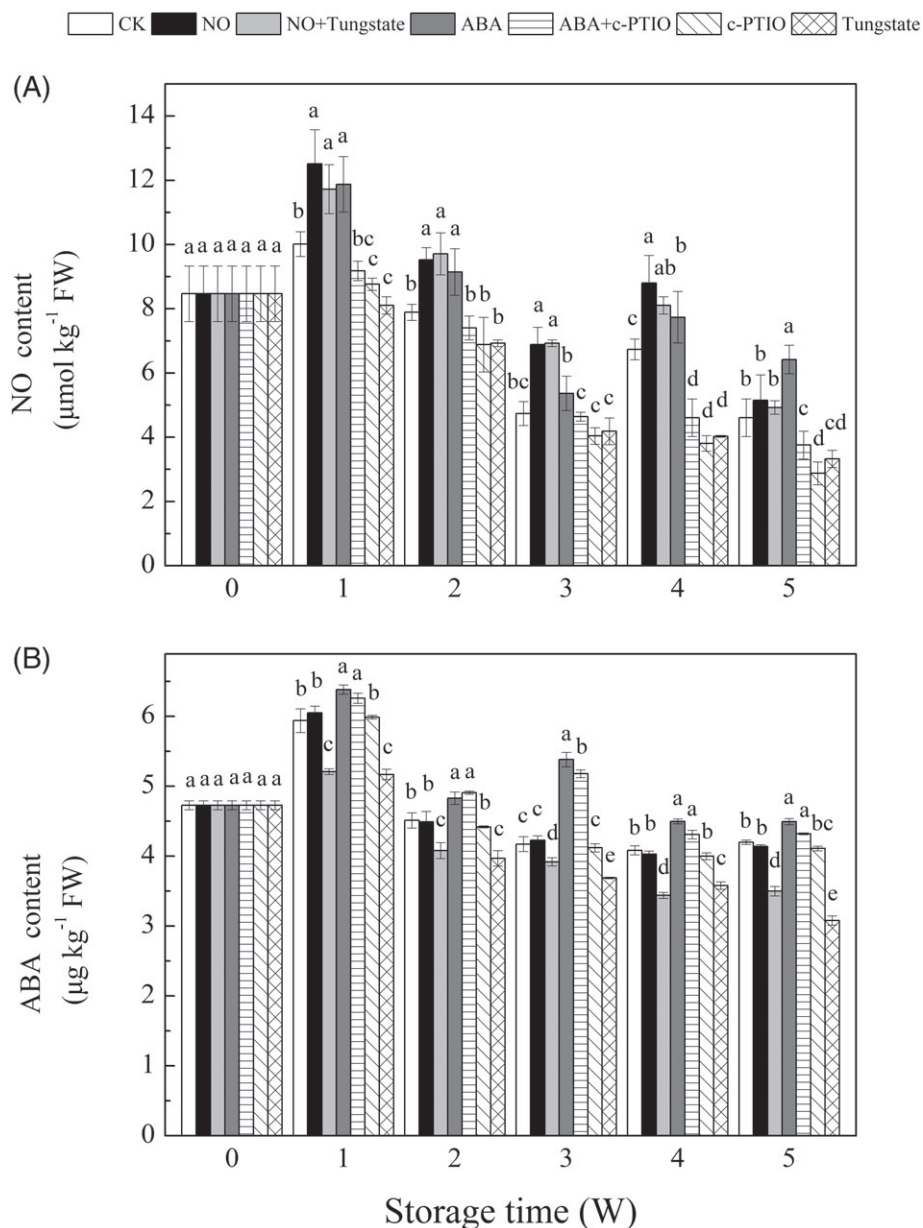 CK NO NO+Tungstate ABA ABA+c-PTIO c-PTIO Tungstate
(A)
NO content
(μmol kg⁻¹ FW)
14
12
10
8
6
4
2
0
a a a a a a a
b a a a bc c c
b a a a b b b
bc a a b c c c
c a ab b d d d
b b b a c d cd
0 1 2 3 4 5
(B)
ABA content
(μg kg⁻¹ FW)
6
5
4
3
2
1
0
a a a a a a a
b b c a a b c
b b c a a b c
c c d a b c e
b b d a a b c
b b d a a bc e
0 1 2 3 4 5
Storage time (W)